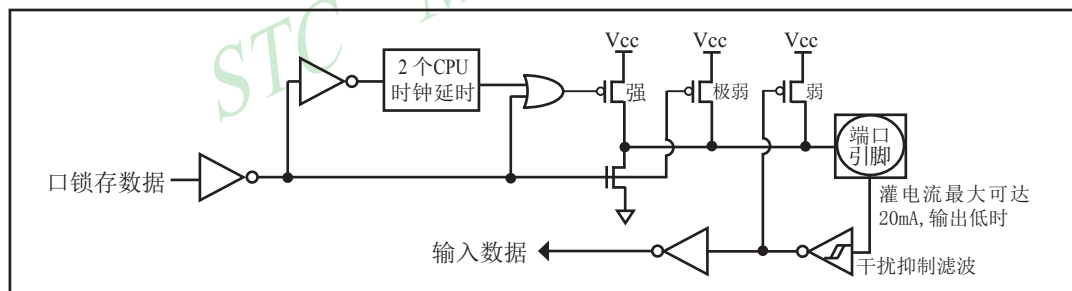 STC M
Vcc
Vcc
Vcc
2 个CPU
时钟延时
强
极弱
弱
端口
引脚
口锁存数据
灌电流最大可达
20mA,输出低时
输入数据
干扰抑制滤波